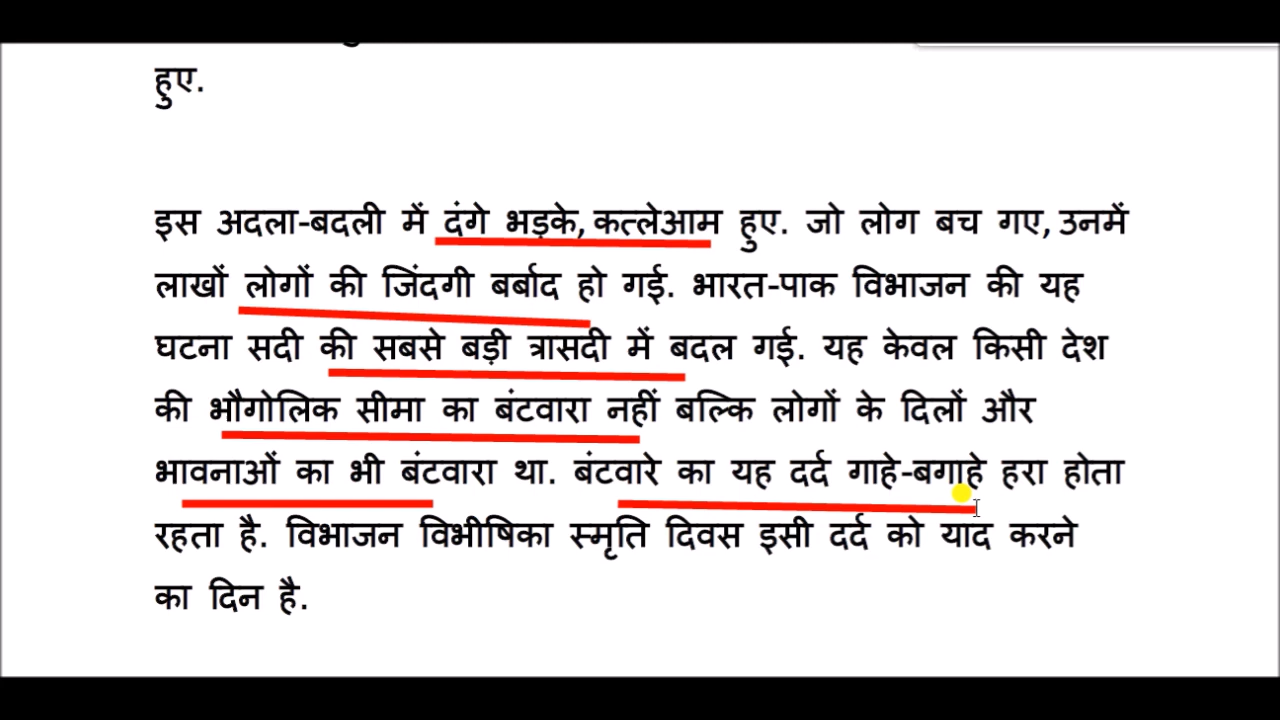 हुए.
इस अदला-बदली में दंगे भड़के, कत्लेआम हुए. जो लोग बच गए, उनमें
लाखों लोगों की जिंदगी बर्बाद हो गई. भारत-पाक विभाजन की यह
घटना सदी की सबसे बड़ी त्रासदी में बदल गई. यह केवल किसी देश
की भौगोलिक सीमा का बंटवारा नहीं बल्कि लोगों के दिलों और
भावनाओं का भी बंटवारा था. बंटवारे का यह दर्द गाहे-बगाहे हरा होता
रहता है. विभाजन विभीषिका स्मृति दिवस इसी दर्द को याद करने
का दिन है.